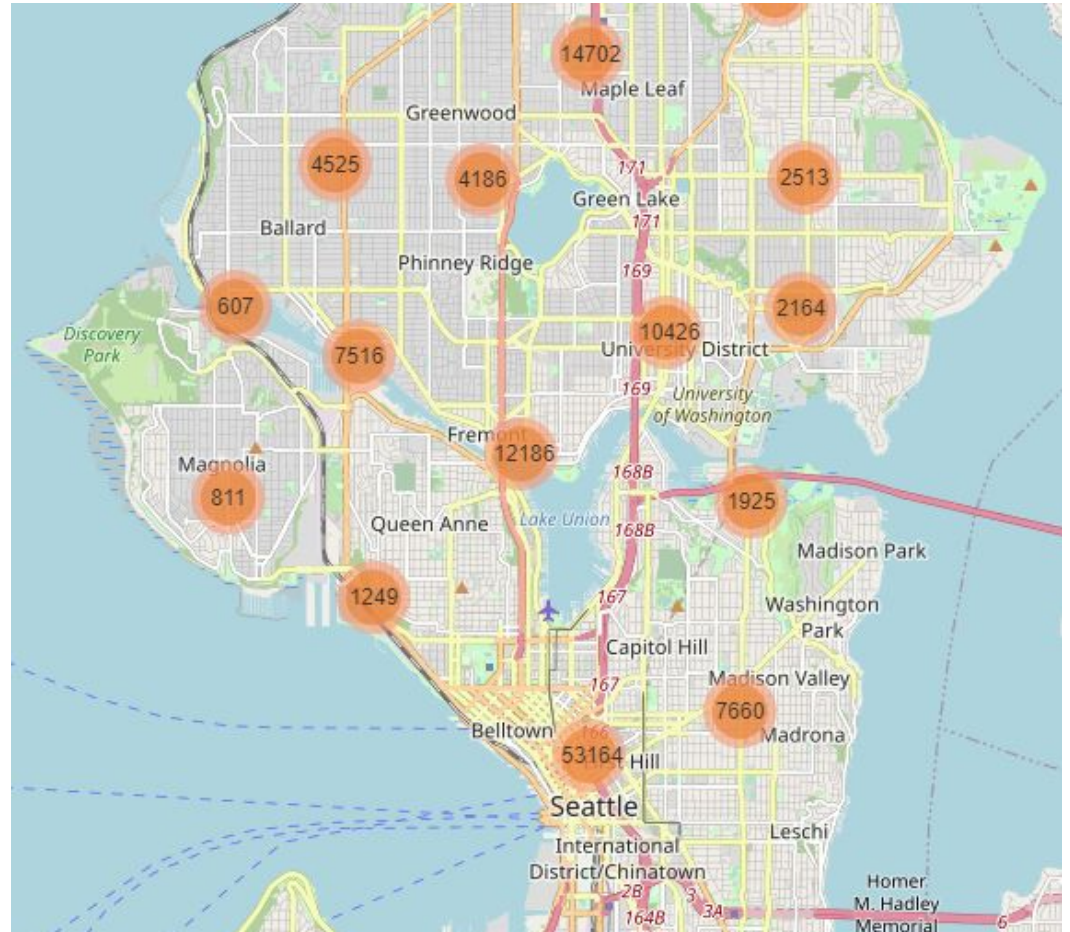 14702
Maple Leaf
Greenwood
4525
4186
171
2513
Green Lake
171
Ballard
Phinney Ridge
169
607
2164
Discovery
Park
10426
7516
University District
169
University
of Washington
Fremont
12186
Magnolia
168B
811
1925
Queen Anne
Lake Union
168B
Madison Park
1249
167
Washington
Park
Capitol Hill
167
Madison Valley
7660
Belltown
166
Madrona
53164
Hill
Seattle
Leschi
International
District/Chinatown
Homer
M. Hadley
Memorial
2B
3
3A
164B
6